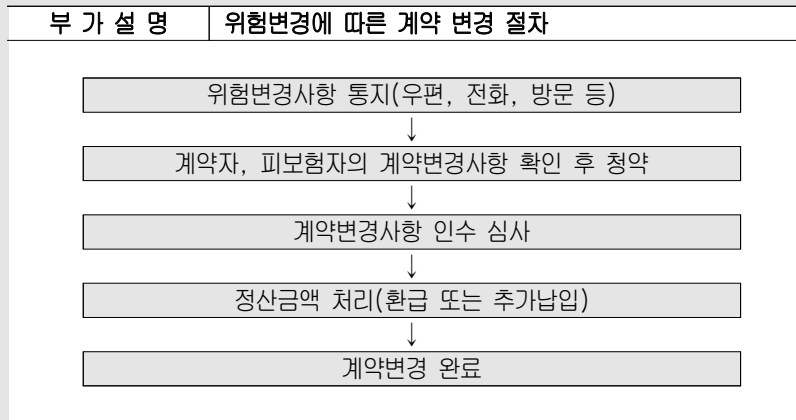 부 가 설 명 위험변경에 따른 계약 변경 절차
위험변경사항 통지(우편, 전화, 방문 등)
↓
계약자, 피보험자의 계약변경사항 확인 후 청약
↓
계약변경사항 인수 심사
↓
정산금액 처리(환급 또는 추가납입)
↓
계약변경 완료